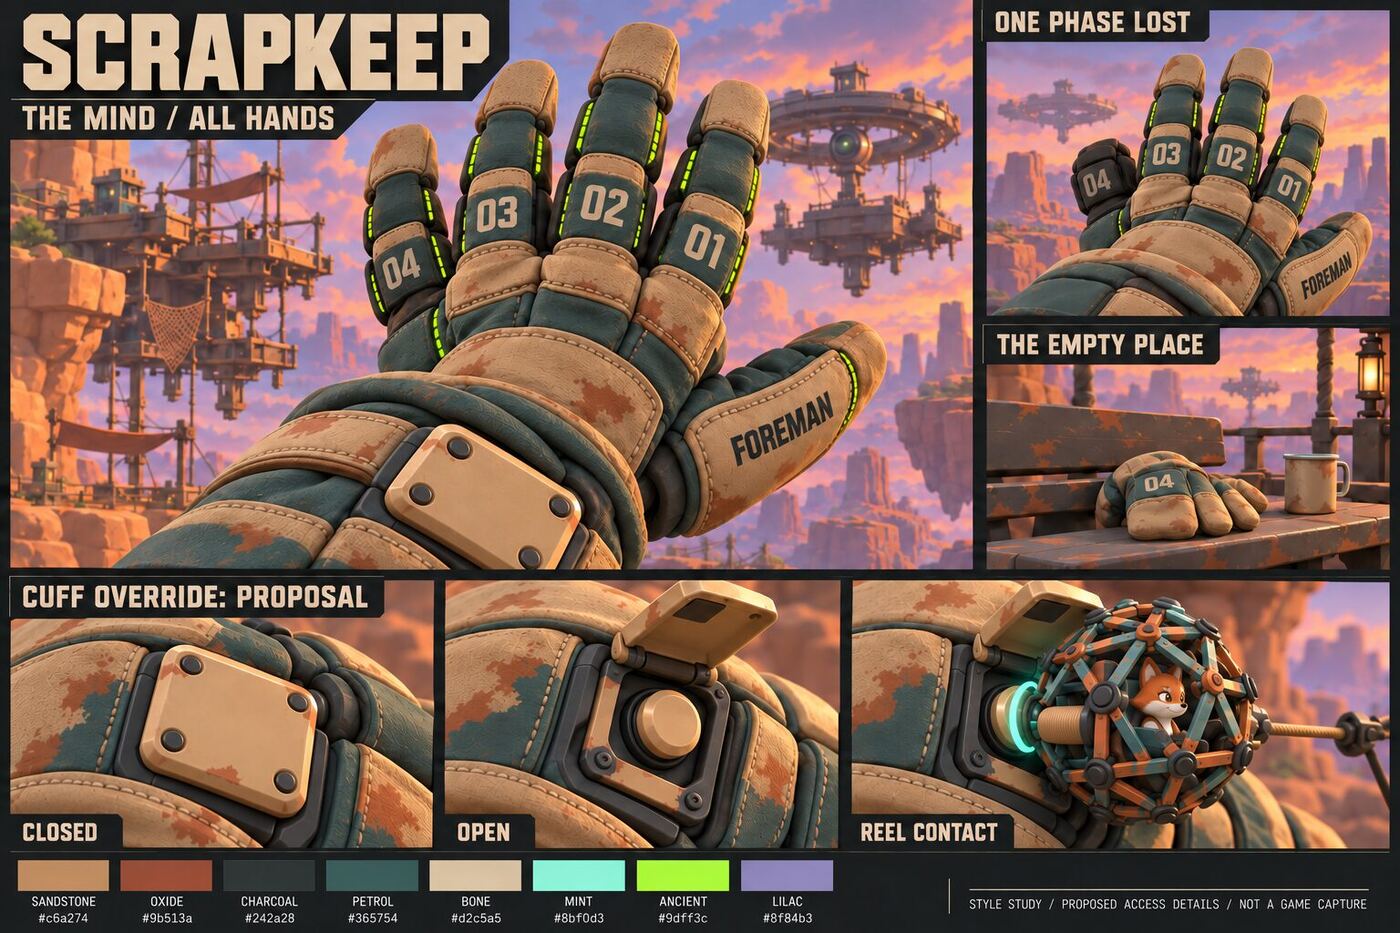 SCRAPKEEP
THE MIND / ALL HANDS
04
03
02
01
FOREMAN
ONE PHASE LOST
04
03
02
01
FOREMAN
THE EMPTY PLACE
04
CUFF OVERRIDE: PROPOSAL
CLOSED
OPEN
REEL CONTACT
SANDSTONE
#c6a274
OXIDE
#9b513a
CHARCOAL
#242a28
PETROL
#365754
BONE
#d2c5a5
MINT
#8bf0d3
ANCIENT
#9dff3c
LILAC
#8f84b3
STYLE STUDY / PROPOSED ACCESS DETAILS / NOT A GAME CAPTURE